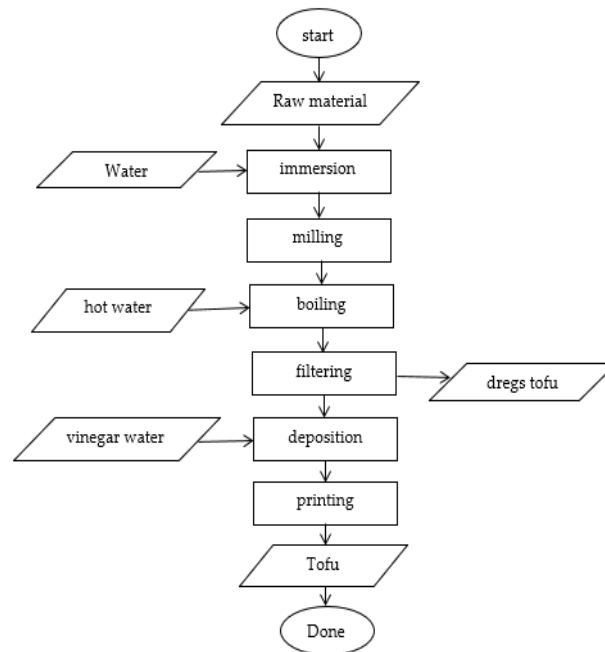 start
Raw material
Water
immersion
milling
hot water
boiling
filtering
dregs tofu
vinegar water
deposition
printing
Tofu
Done